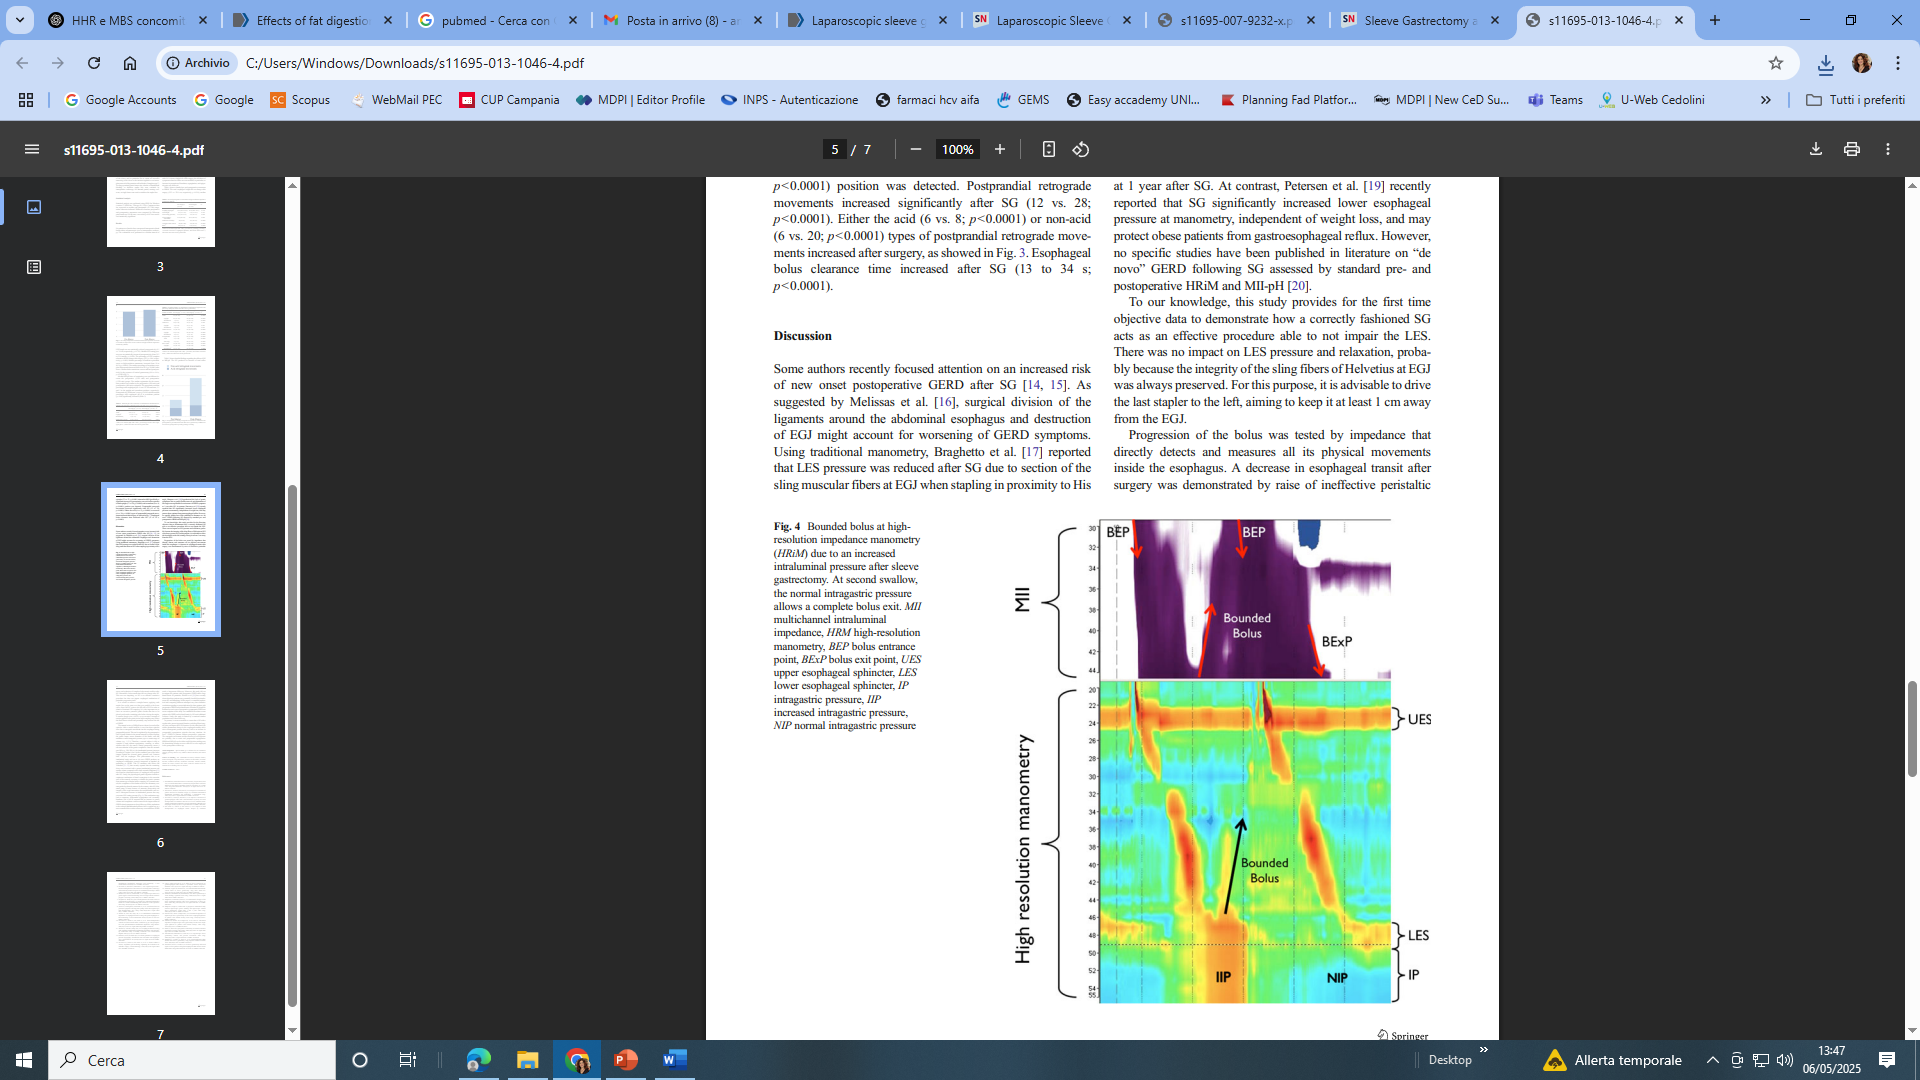 HHR e MBS concomit
Effects of fat digestio
pubmed - Cerca con
Posta in arrivo (8) - a
Laparoscopic sleeve g
Laparoscopic Sleeve
s11695-007-9232-x.p
Sleeve Gastrectomy a
s11695-013-1046-4.p
Archivio
C:/Users/Windows/Downloads/s11695-013-1046-4.pdf
Google Accounts
Google
Scopus
WebMail PEC
CUP Campania
MDPI | Editor Profile
INPS - Autenticazione
farmaci hcv aifa
GEMS
Easy accademy UNI...
Planning Fad Platfor...
MDPI | New CeD Su...
Teams
U-Web Cedolini
Tutti i preferiti
s11695-013-1046-4.pdf
5 / 7
100%
3
4
5
6
7
p<0.0001) position was detected. Postprandial retrograde
movements increased significantly after SG (12 vs. 28;
p<0.0001). Either the acid (6 vs. 8; p<0.0001) or non-acid
(6 vs. 20; p<0.0001) types of postprandial retrograde move-
ments increased after surgery, as showed in Fig. 3. Esophageal
bolus clearance time increased after SG (13 to 34 s;
p<0.0001).
Discussion
Some authors recently focused attention on an increased risk
of new onset postoperative GERD after SG [14, 15]. As
suggested by Melissas et al. [16], surgical division of the
ligaments around the abdominal esophagus and destruction
of EGJ might account for worsening of GERD symptoms.
Using traditional manometry, Braghetto et al. [17] reported
that LES pressure was reduced after SG due to section of the
sling muscular fibers at EGJ when stapling in proximity to His
at 1 year after SG. At contrast, Petersen et al. [19] recently
reported that SG significantly increased lower esophageal
pressure at manometry, independent of weight loss, and may
protect obese patients from gastroesophageal reflux. However,
no specific studies have been published in literature on “de
novo” GERD following SG assessed by standard pre- and
postoperative HRiM and MII-pH [20].
To our knowledge, this study provides for the first time
objective data to demonstrate how a correctly fashioned SG
acts as an effective procedure able to not impair the LES.
There was no impact on LES pressure and relaxation, proba-
bly because the integrity of the sling fibers of Helvetius at EGJ
was always preserved. For this purpose, it is advisable to drive
the last stapler to the left, aiming to keep it at least 1 cm away
from the EGJ.
Progression of the bolus was tested by impedance that
directly detects and measures all its physical movements
inside the esophagus. A decrease in esophageal transit after
surgery was demonstrated by raise of ineffective peristaltic
Fig. 4 Bounded bolus at high-
resolution impedance manometry
(HRiM) due to an increased
intraluminal pressure after sleeve
gastrectomy. At second swallow,
the normal intragastric pressure
allows a complete bolus exit. MII
multichannel intraluminal
impedance, HRM high-resolution
manometry, BEP bolus entrance
point, BExP bolus exit point, UES
upper esophageal sphincter, LES
lower esophageal sphincter, IP
intragastric pressure, IIP
increased intragastric pressure,
NIP normal intragastric pressure
MII
30
32
34
36
38
40
42
44
BEP
BEP
Bounded
Bolus
BExP
High resolution manometry
20
24
26
28
30
34
36
38
40
42
44
46
48
50
52
54
55
Bounded
Bolus
IIP
NIP
UES
LES
IP
Springer
Cerca
Desktop
Allerta temporale
13:47
06/05/2025